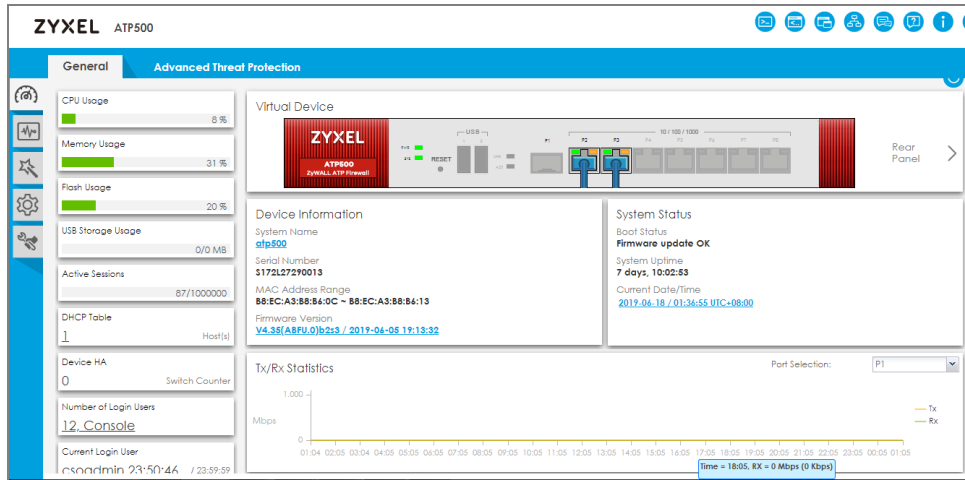 ZYXEL ATP500
General Advanced Threat Protection
CPU Usage
8 %
Memory Usage
31 %
Flash Usage
20 %
USB Storage Usage
0/0 MB
Active Sessions
87/1000000
DHCP Table
1 Host(s)
Device HA
0 Switch Counter
Number of Login Users
12, Console
Current Login User
csoadmin 23:50:46 / 23:59:59
Virtual Device
ZYXEL
ATP500
ZyWALL ATP Firewall
RESET
USB
1 2
10 / 100 / 1000
P1 P2 P3 P4 P5 P6 P7 P8
Rear
Panel
Device Information
System Name
atp500
Serial Number
S172L27290013
MAC Address Range
B8:EC:A3:B8:B6:0C ~ B8:EC:A3:B8:B6:13
Firmware Version
V4.35(ABFU.0)b2s3 / 2019-06-05 19:13:32
System Status
Boot Status
Firmware update OK
System Uptime
7 days, 10:02:53
Current Date/Time
2019-06-18 / 01:36:55 UTC+08:00
Tx/Rx Statistics
Port Selection: P1
1.000
Mbps
0
Tx
Rx
01:04 02:05 03:04 04:05 05:05 06:05 07:05 08:05 09:05 10:05 11:05 12:05 13:05 14:05 15:05 16:05 17:05 18:05 19:05 20:05 21:05 22:05 23:05 00:05 01:05
Time = 18:05, RX = 0 Mbps (0 Kbps)